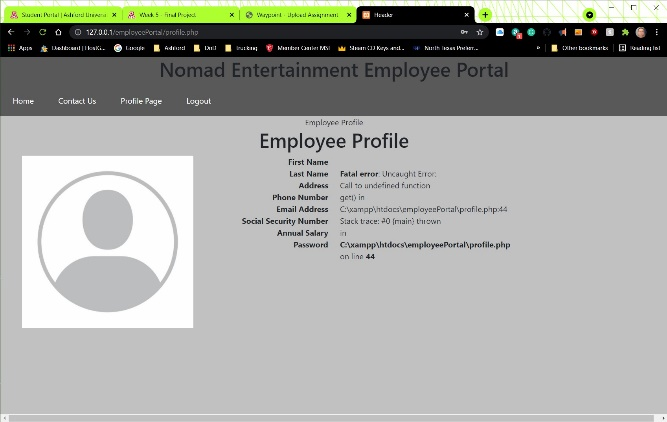 Student Portal | Ashford Universi
Week 5 - Final Project
Waypoint - Upload Assignment
Header
127.0.0.1/employeePortal/profile.php
Apps
Dashboard | HostG...
Google
Ashford
DnD
Trucking
Member Center MSI
Steam CD Keys and...
North Texas Prefer...
»
Other bookmarks
Reading list
Nomad Entertainment Employee Portal
Home Contact Us Profile Page Logout
Employee Profile
Employee Profile
First Name
Last Name Fatal error: Uncaught Error:
Address Call to undefined function
Phone Number get() in
Email Address C:\xampp\htdocs\employeePortal\profile.php:44
Social Security Number Stack trace: #0 {main} thrown
Annual Salary in
Password C:\xampp\htdocs\employeePortal\profile.php
on line 44